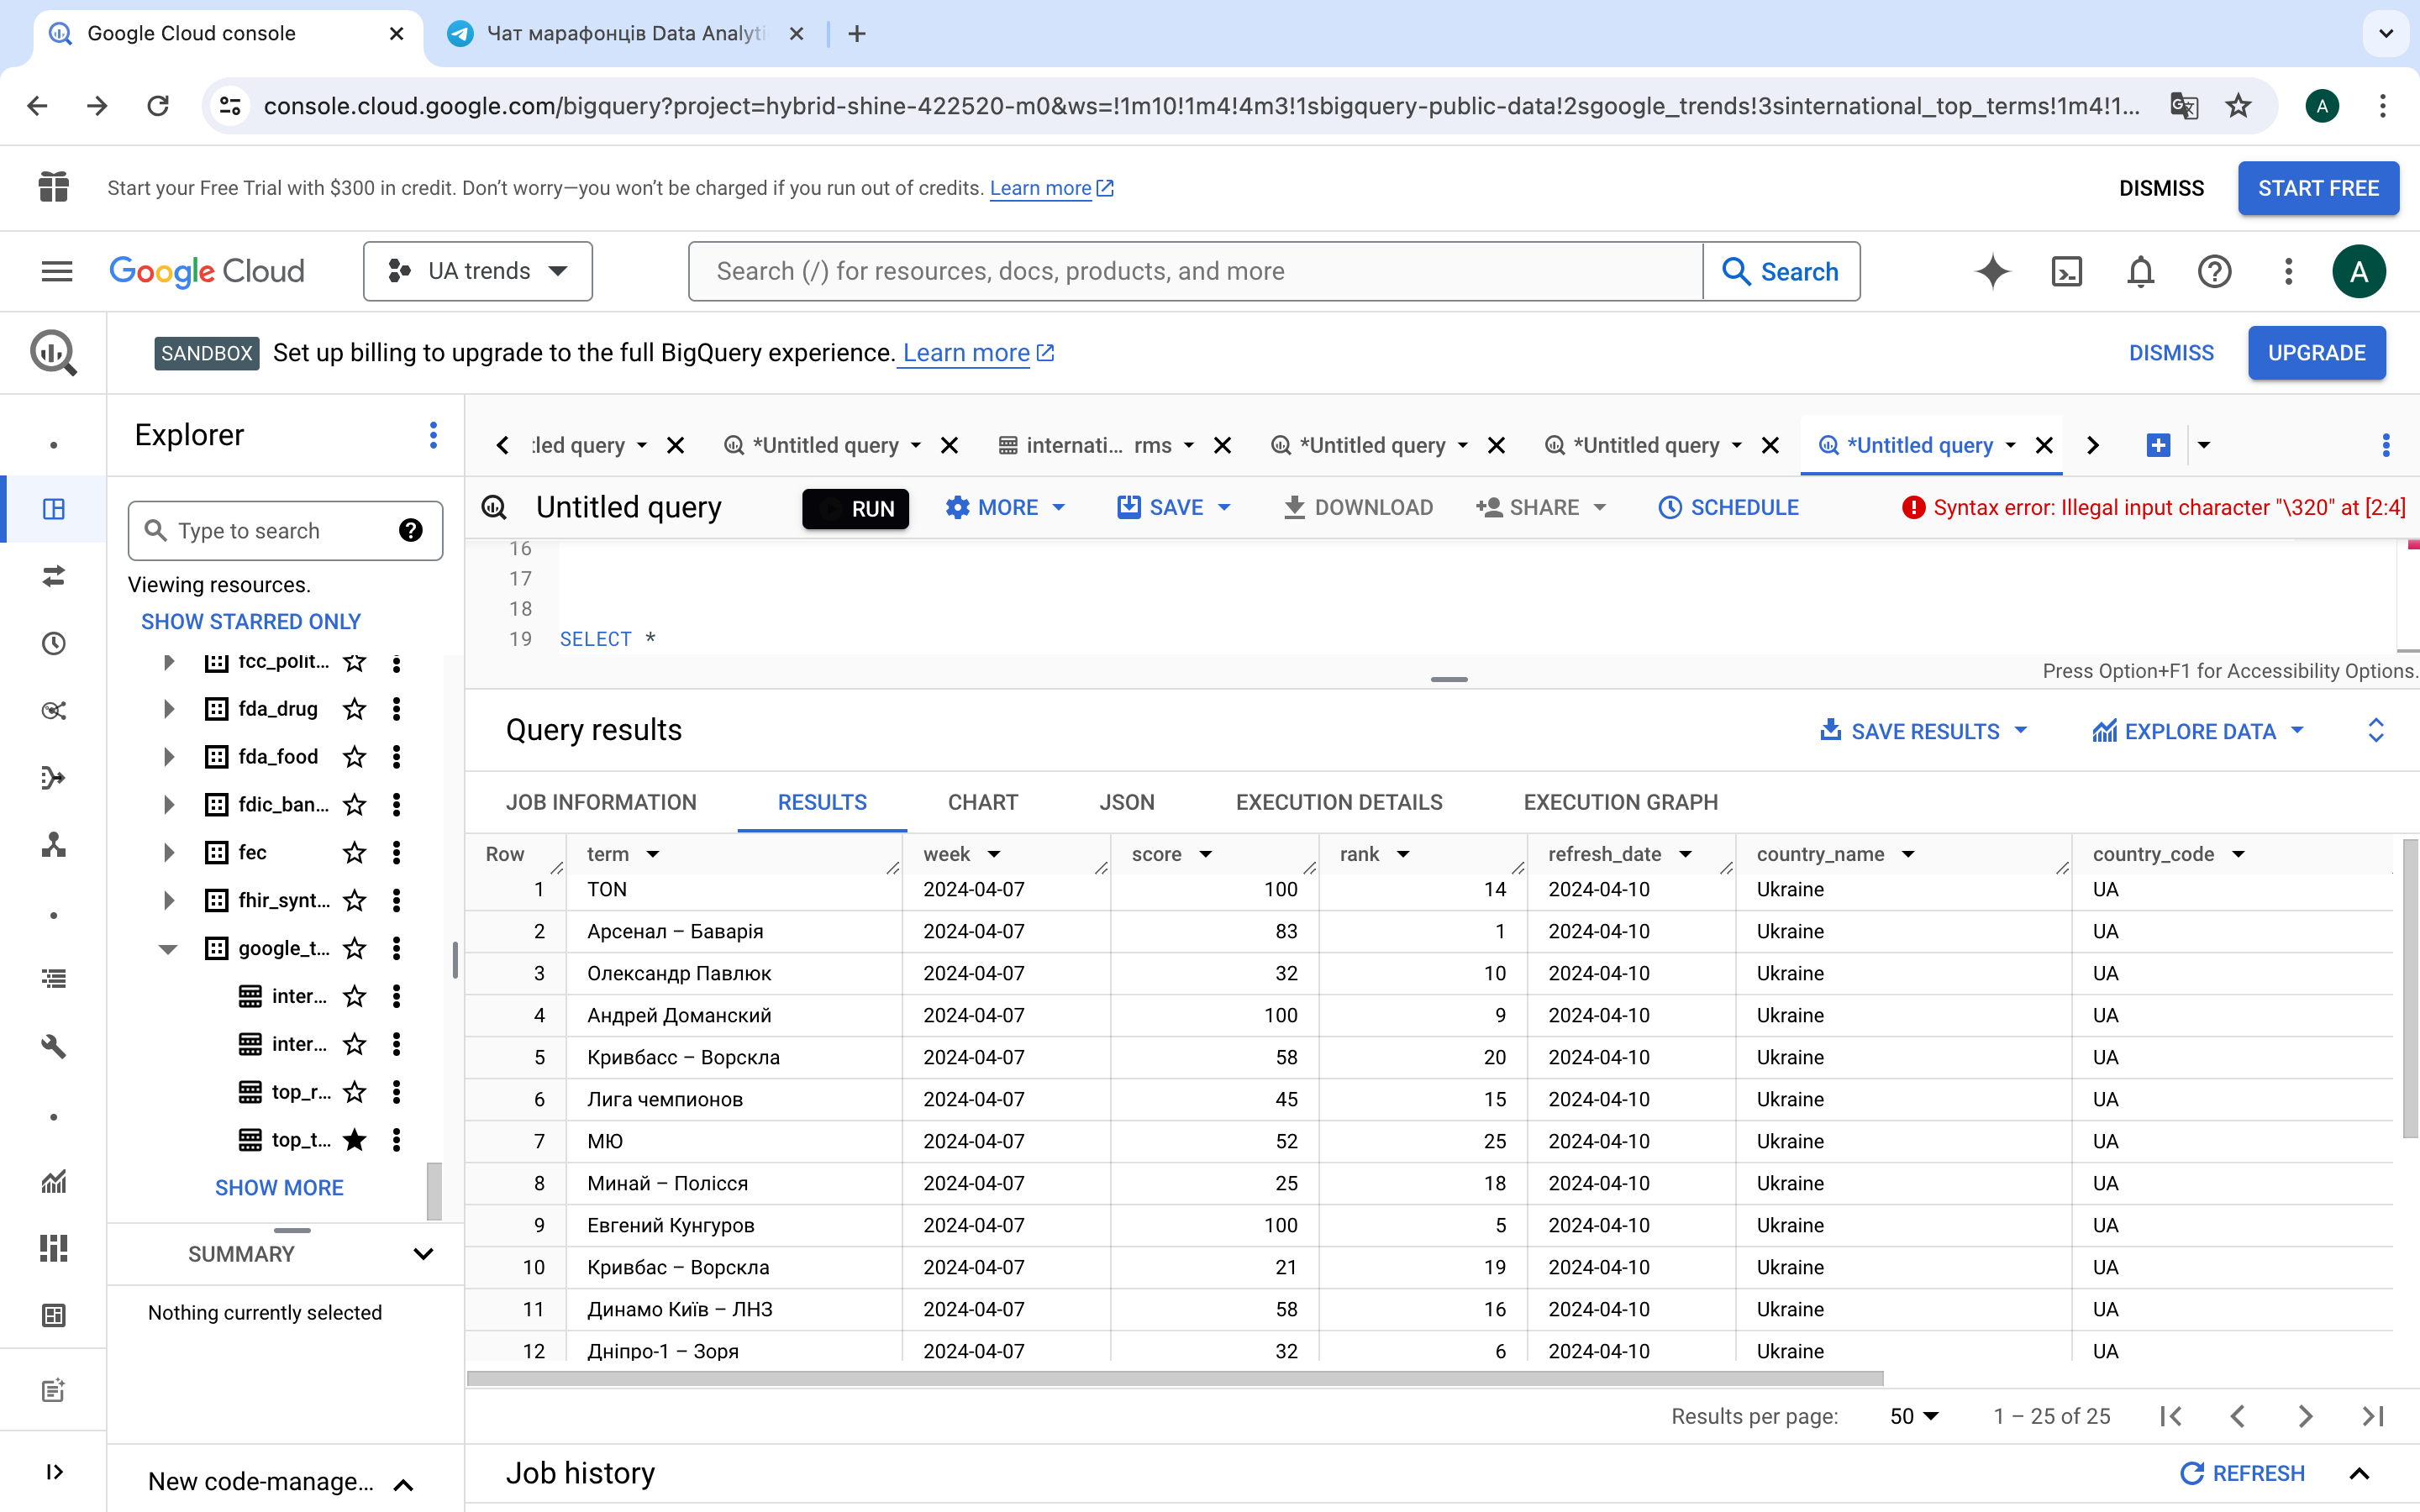 Google Cloud console
Чат марафонців Data Analyti
console.cloud.google.com/bigquery?project=hybrid-shine-422520-m0&ws=!1m10!1m4!4m3!1sbigquery-public-data!2sgoogle_trends!3sinternational_top_terms!1m4!1...
A
Start your Free Trial with $300 in credit. Don’t worry—you won’t be charged if you run out of credits. Learn more
DISMISS
START FREE
Google Cloud
UA trends
Search (/) for resources, docs, products, and more
Search
A
SANDBOX Set up billing to upgrade to the full BigQuery experience. Learn more
DISMISS
UPGRADE
Explorer
Type to search
Viewing resources.
SHOW STARRED ONLY
fcc_polit...
fda_drug
fda_food
fdic_ban...
fec
fhir_synt...
google_t...
inter...
inter...
top_r...
top_t...
SHOW MORE
SUMMARY
Nothing currently selected
New code-manage...
led query
*Untitled query
internati... rms
*Untitled query
*Untitled query
*Untitled query
Untitled query
RUN
MORE
SAVE
DOWNLOAD
SHARE
SCHEDULE
Syntax error: Illegal input character "\320" at [2:4]
16
17
18
19 SELECT *
Press Option+F1 for Accessibility Options.
Query results
SAVE RESULTS
EXPLORE DATA
JOB INFORMATION RESULTS CHART JSON EXECUTION DETAILS EXECUTION GRAPH
Row term week score rank refresh_date country_name country_code
1 TON 2024-04-07 100 14 2024-04-10 Ukraine UA
2 Арсенал – Баварія 2024-04-07 83 1 2024-04-10 Ukraine UA
3 Олександр Павлюк 2024-04-07 32 10 2024-04-10 Ukraine UA
4 Андрей Доманский 2024-04-07 100 9 2024-04-10 Ukraine UA
5 Кривбасс – Ворскла 2024-04-07 58 20 2024-04-10 Ukraine UA
6 Лига чемпионов 2024-04-07 45 15 2024-04-10 Ukraine UA
7 МЮ 2024-04-07 52 25 2024-04-10 Ukraine UA
8 Минай – Полісся 2024-04-07 25 18 2024-04-10 Ukraine UA
9 Евгений Кунгуров 2024-04-07 100 5 2024-04-10 Ukraine UA
10 Кривбас – Ворскла 2024-04-07 21 19 2024-04-10 Ukraine UA
11 Динамо Київ – ЛНЗ 2024-04-07 58 16 2024-04-10 Ukraine UA
12 Дніпро-1 – Зоря 2024-04-07 32 6 2024-04-10 Ukraine UA
Results per page: 50 1 – 25 of 25
Job history
REFRESH